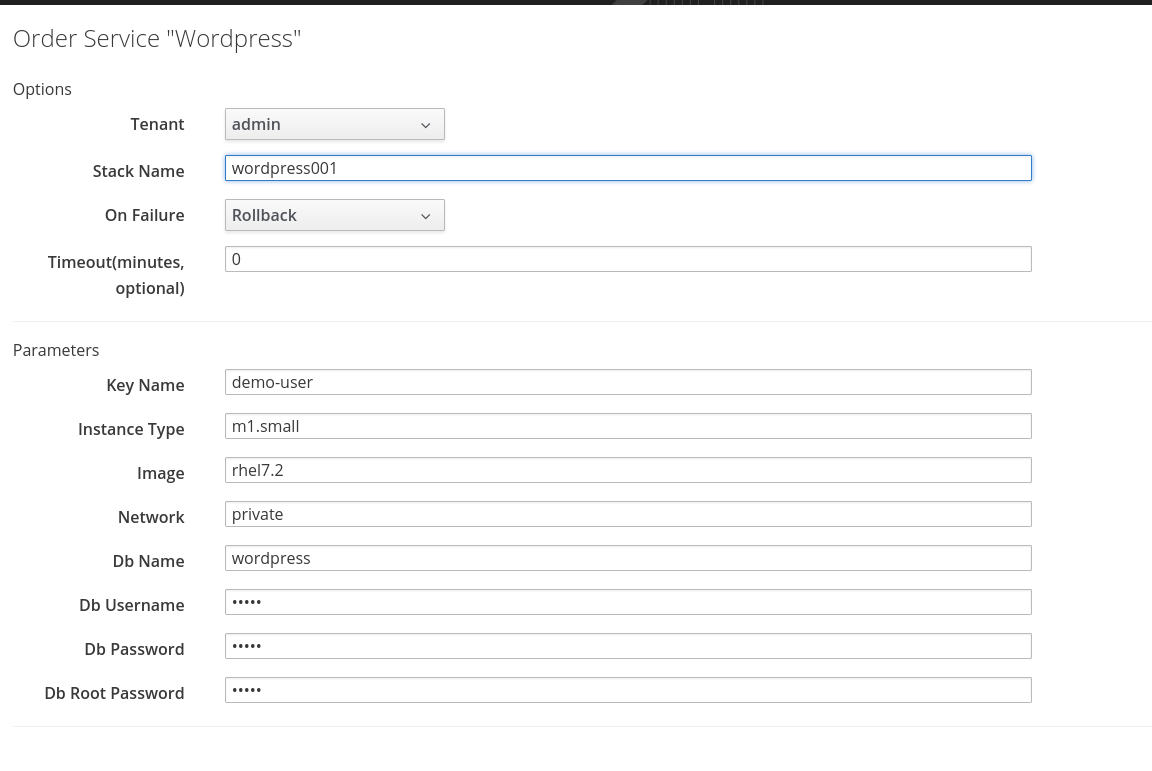 Order Service "Wordpress"
Options
Tenant admin
Stack Name wordpress001
On Failure Rollback
Timeout(minutes, 0
optional)
Parameters
Key Name demo-user
Instance Type m1.small
Image rhel7.2
Network private
Db Name wordpress
Db Username •••••
Db Password •••••
Db Root Password •••••